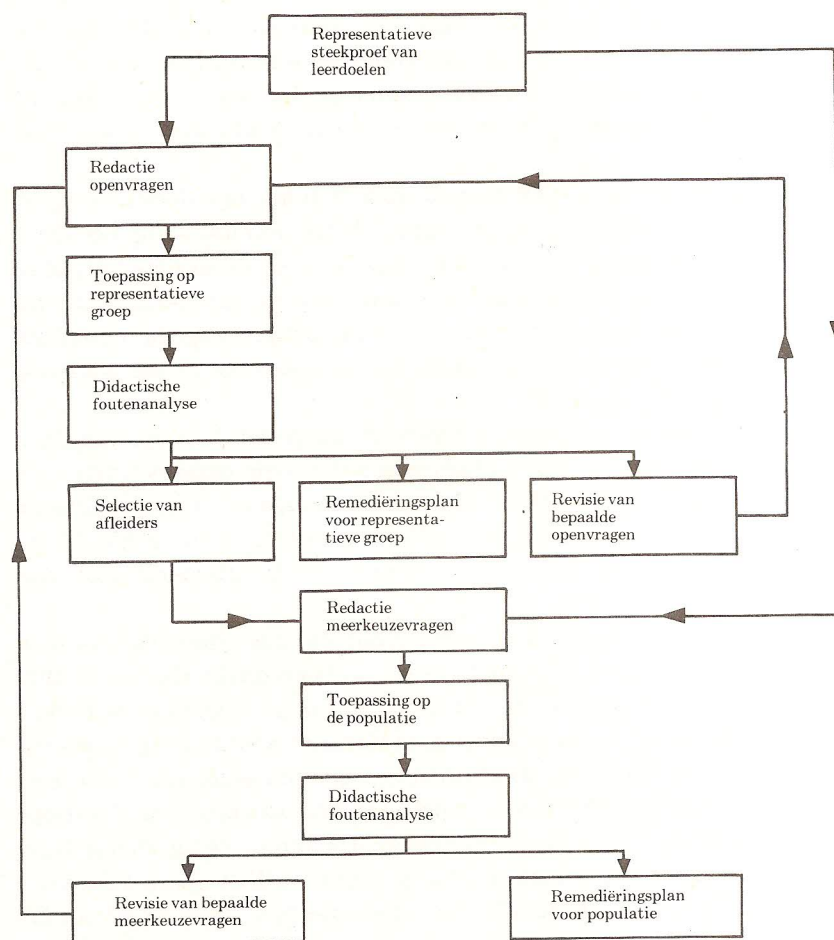 Representatieve
steekproef van
leerdoelen
Redactie
openvragen
Toepassing op
representatieve
groep
Didactische
foutenanalyse
Selectie van
afleiders
Remediëringsplan
voor representa-
tieve groep
Revisie van
bepaalde
openvragen
Redactie
meerkeuzevragen
Toepassing op
de populatie
Didactische
foutenanalyse
Revisie van bepaalde
meerkeuzevragen
Remediëringsplan
voor populatie